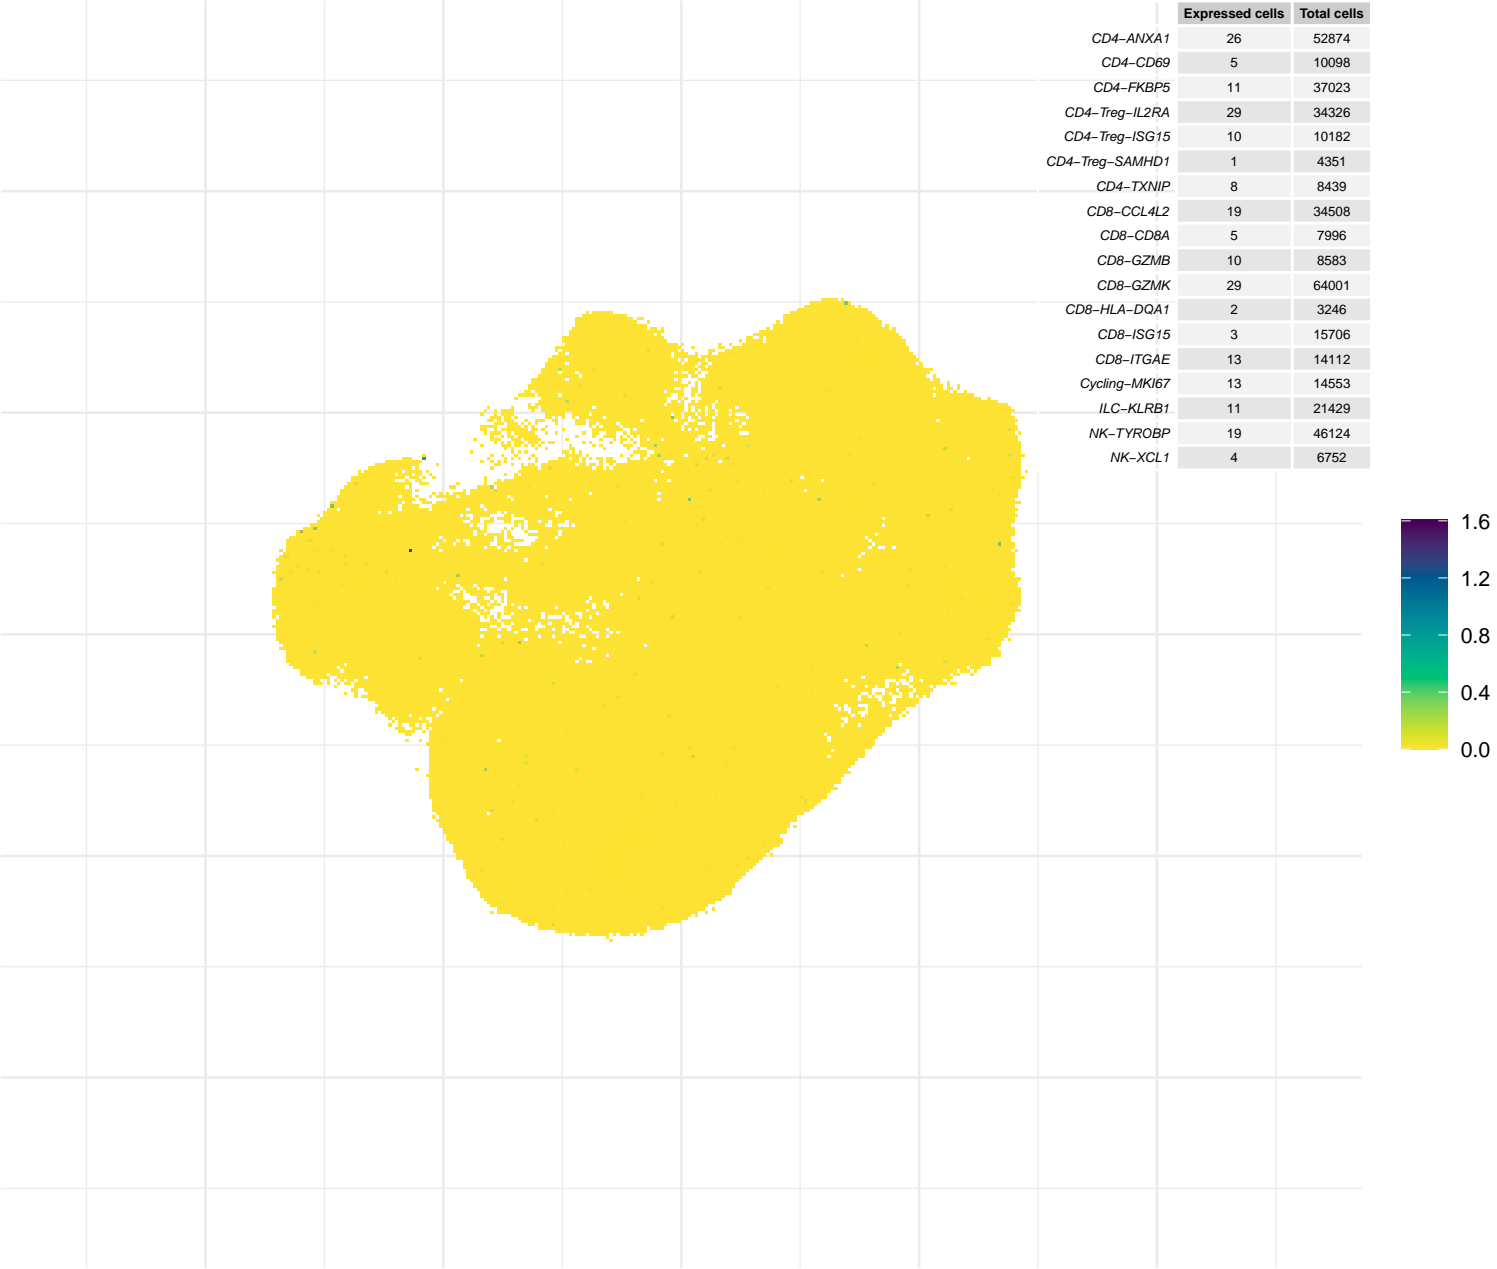 Expressed cells Total cells
CD4−ANXA1 26 52874
CD4−CD69 5 10098
CD4−FKBP5 11 37023
CD4−Treg−IL2RA 29 34326
CD4−Treg−ISG15 10 10182
CD4−Treg−SAMHD1 1 4351
CD4−TXNIP 8 8439
CD8−CCL4L2 19 34508
CD8−CD8A 5 7996
CD8−GZMB 10 8583
CD8−GZMK 29 64001
CD8−HLA−DQA1 2 3246
CD8−ISG15 3 15706
CD8−ITGAE 13 14112
Cycling−MKI67 13 14553
ILC−KLRB1 11 21429
NK−TYROBP 19 46124
NK−XCL1 4 6752
1.6
1.2
0.8
0.4
0.0